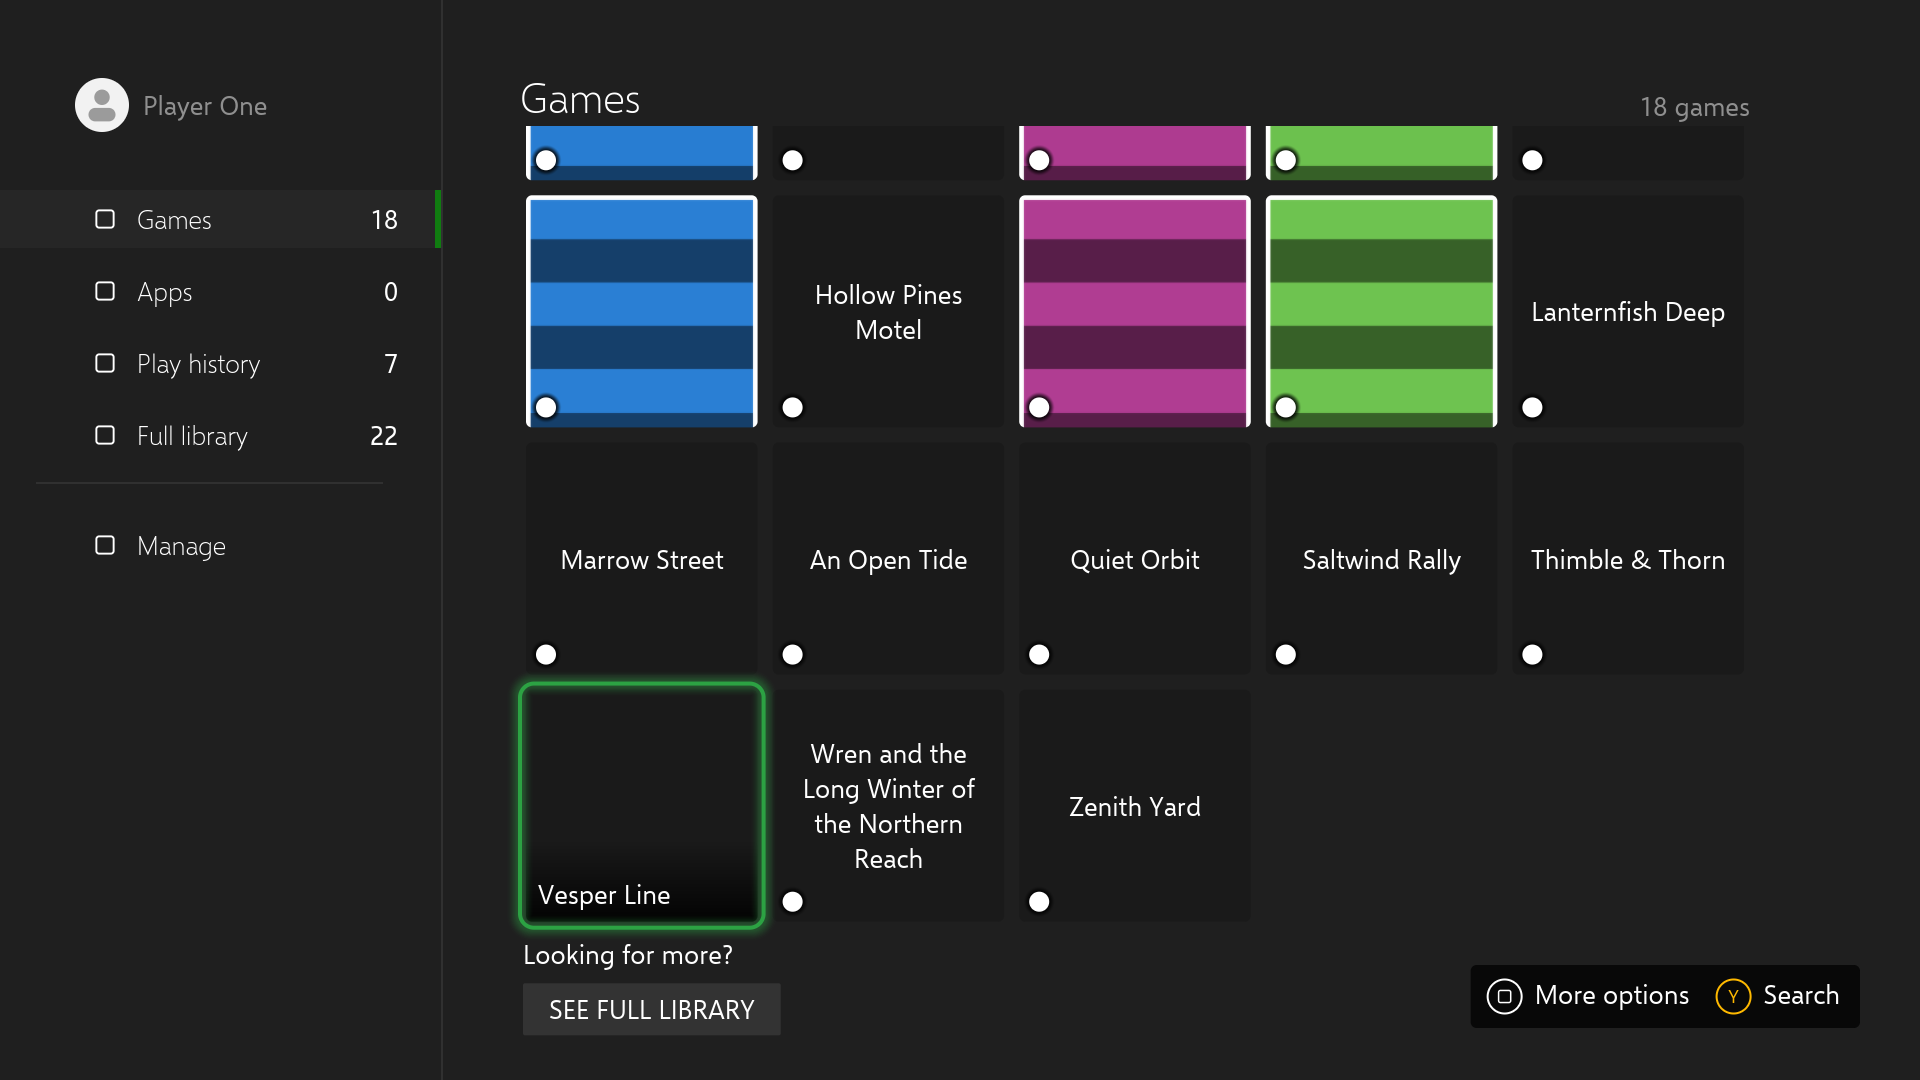 Player One
Games 18
Apps 0
Play history 7
Full library 22
Manage
Games
18 games
Hollow Pines
Motel
Lanternfish Deep
Marrow Street
An Open Tide
Quiet Orbit
Saltwind Rally
Thimble & Thorn
Vesper Line
Wren and the
Long Winter of
the Northern
Reach
Zenith Yard
Looking for more?
SEE FULL LIBRARY
More options
Y Search